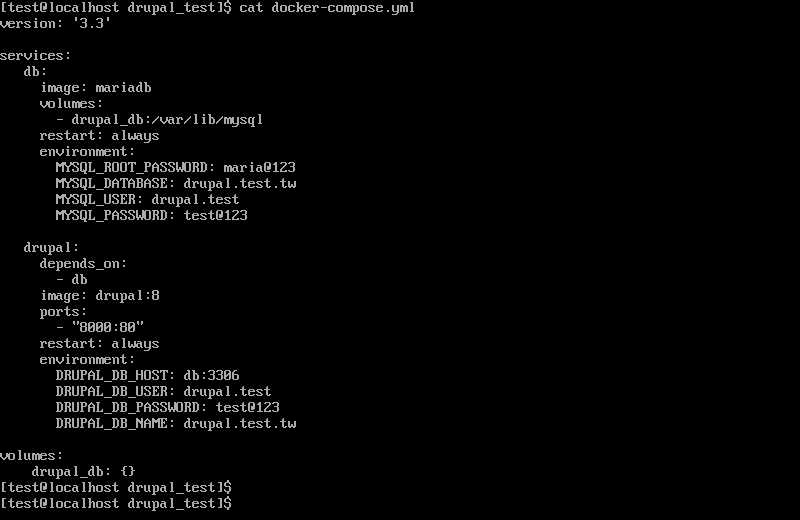 [test@localhost drupal_test]$ cat docker-compose.yml
version: '3.3'
services:
db:
image: mariadb
volumes:
- drupal_db:/var/lib/mysql
restart: always
environment:
MYSQL_ROOT_PASSWORD: maria@123
MYSQL_DATABASE: drupal.test.tw
MYSQL_USER: drupal.test
MYSQL_PASSWORD: test@123
drupal:
depends_on:
- db
image: drupal:8
ports:
- "8000:80"
restart: always
environment:
DRUPAL_DB_HOST: db:3306
DRUPAL_DB_USER: drupal.test
DRUPAL_DB_PASSWORD: test@123
DRUPAL_DB_NAME: drupal.test.tw
volumes:
drupal_db: {}
[test@localhost drupal_test]$
[test@localhost drupal_test]$